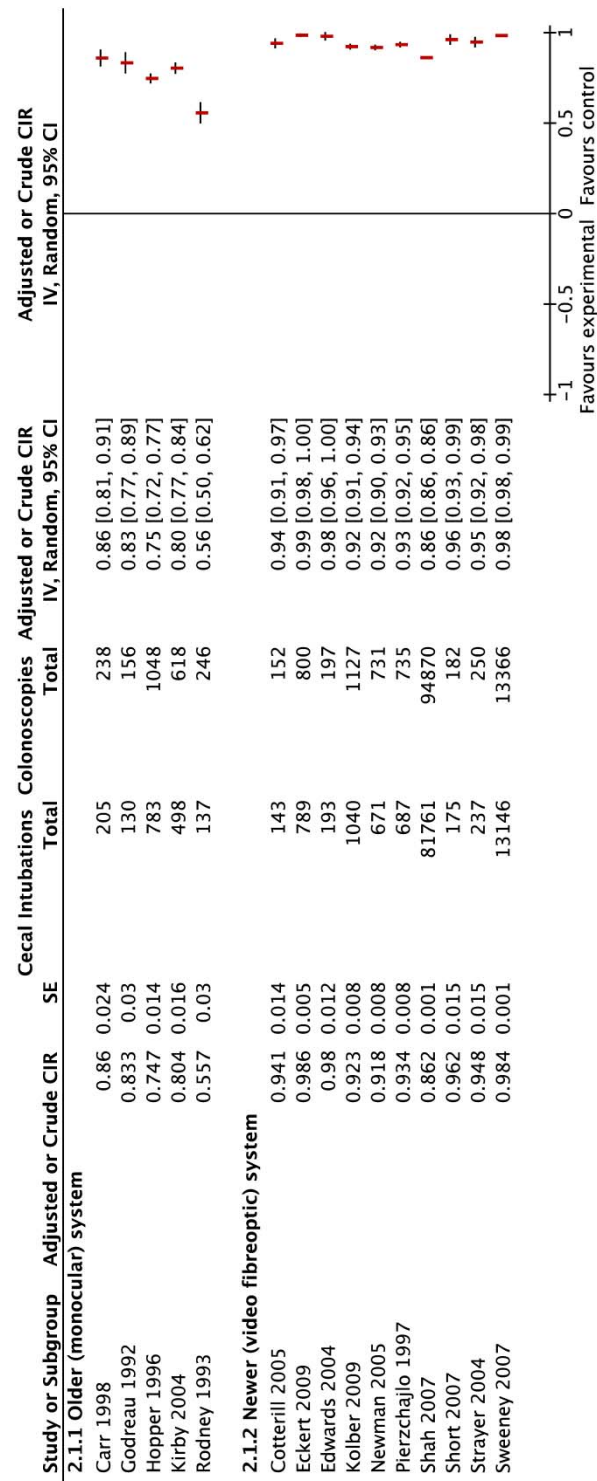 Cecal Intubations Colonoscopies Adjusted or Crude CIR Adjusted or Crude CIR
Study or Subgroup Adjusted or Crude CIR SE Total Total IV, Random, 95% CI IV, Random, 95% CI
2.1.1 Older (monocular) system
Carr 1998 0.86 0.024 205 238 0.86 [0.81, 0.91]
Godreau 1992 0.833 0.03 130 156 0.83 [0.77, 0.89]
Hopper 1996 0.747 0.014 783 1048 0.75 [0.72, 0.77]
Kirby 2004 0.804 0.016 498 618 0.80 [0.77, 0.84]
Rodney 1993 0.557 0.03 137 246 0.56 [0.50, 0.62]
2.1.2 Newer (video fibreoptic) system
Cotterill 2005 0.941 0.014 143 152 0.94 [0.91, 0.97]
Eckert 2009 0.986 0.005 789 800 0.99 [0.98, 1.00]
Edwards 2004 0.98 0.012 193 197 0.98 [0.96, 1.00]
Kolber 2009 0.923 0.008 1040 1127 0.92 [0.91, 0.94]
Newman 2005 0.918 0.008 671 731 0.92 [0.90, 0.93]
Pierzchajlo 1997 0.934 0.008 687 735 0.93 [0.92, 0.95]
Shah 2007 0.862 0.001 81761 94870 0.86 [0.86, 0.86]
Short 2007 0.962 0.015 175 182 0.96 [0.93, 0.99]
Strayer 2004 0.948 0.015 237 250 0.95 [0.92, 0.98]
Sweeney 2007 0.984 0.001 13146 13366 0.98 [0.98, 0.99]
-1 -0.5 0 0.5 1
Favours experimental Favours control